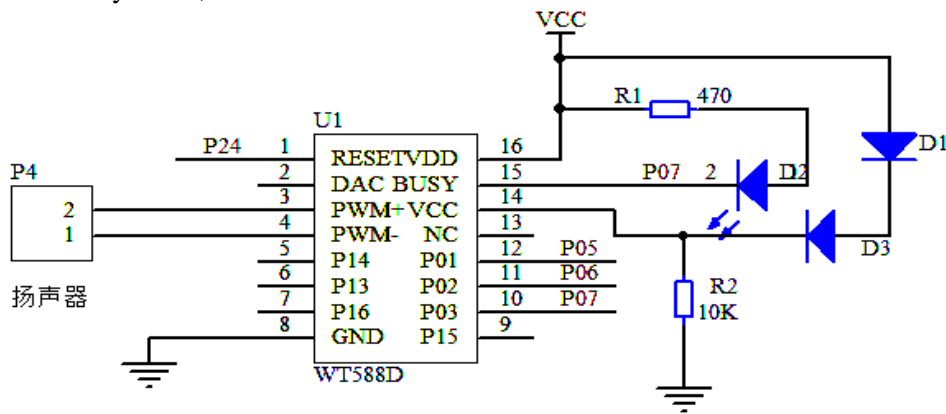 VCC
R1 470
U1
P24 1 RESET VDD 16
D1
P4
2 DAC BUSY 15 P07 2 D2
2 3 PWM+ VCC 14
1 4 PWM- NC 13
D3
5 P14 P01 12 P05
6 P13 P02 11 P06
R2
扬声器
7 P16 P03 10 P07
10K
8 GND P15 9
WT588D